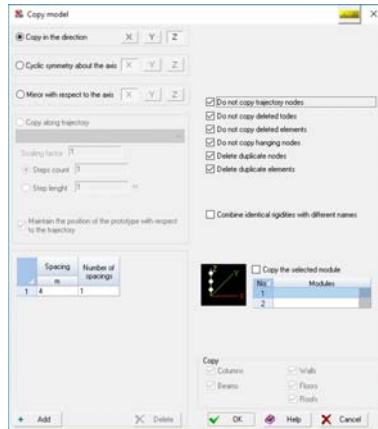 Copy model
Copy in the direction X Y Z
Cyclic symmetry about the axis X Y Z
Mirror with respect to the axis X Y Z
Copy along trajectory
Scaling factor 1
Steps count 1
Step lenght 1 m
Maintain the position of the prototype with respect
to the trajectory
Do not copy trajectory nodes
Do not copy deleted todes
Do not copy deleted elements
Do not copy hanging nodes
Delete duplicate nodes
Delete duplicate elements
Combine identical rigidities with different names
Spacing Number of
spacings
m
1 4 1
Copy the selected module
No Modules
1
2
Copy
Columns Walls
Beams Floors
Roofs
Add Delete
OK Help Cancel